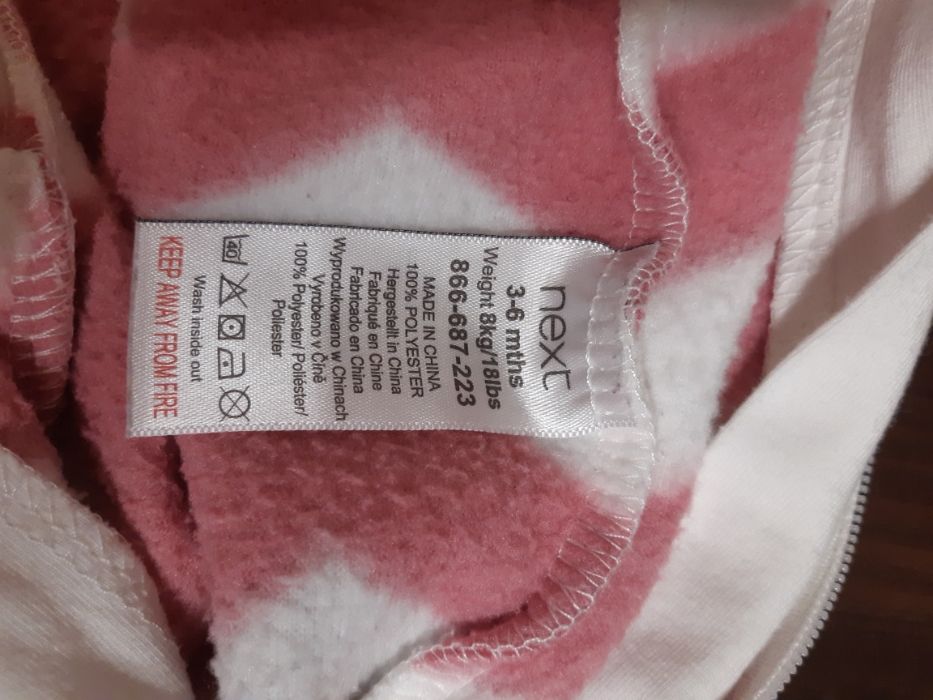 next
3-6 mths
Weight 8kg/18lbs
866-687-223
MADE IN CHINA
100% POLYESTER
Hergestellt in China
Fabriqué en Chine
Fabricado en China
Wyprodukowano w Chinach
Vyrobeno v Číně
100% Polyester/ Poliéster/
Poliester
40
Wash inside out
KEEP AWAY FROM FIRE